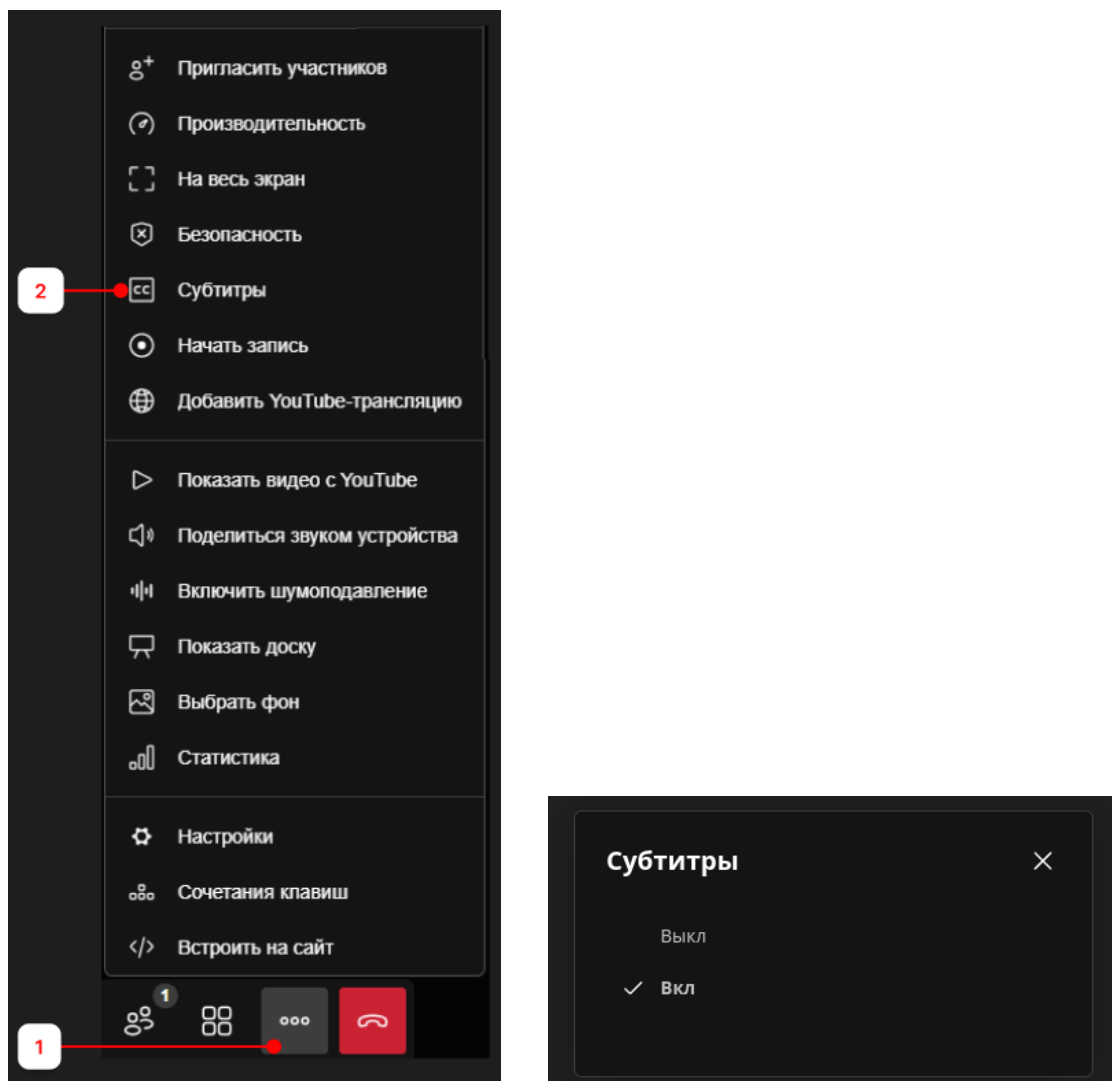 Пригласить участников
Производительность
На весь экран
Безопасность
2
CC
Субтитры
Начать запись
Добавить YouTube-трансляцию
Показать видео с YouTube
Поделиться звуком устройства
Включить шумоподавление
Показать доску
Выбрать фон
Статистика
Настройки
Сочетания клавиш
Встроить на сайт
1
1
Субтитры
Выкл
Вкл